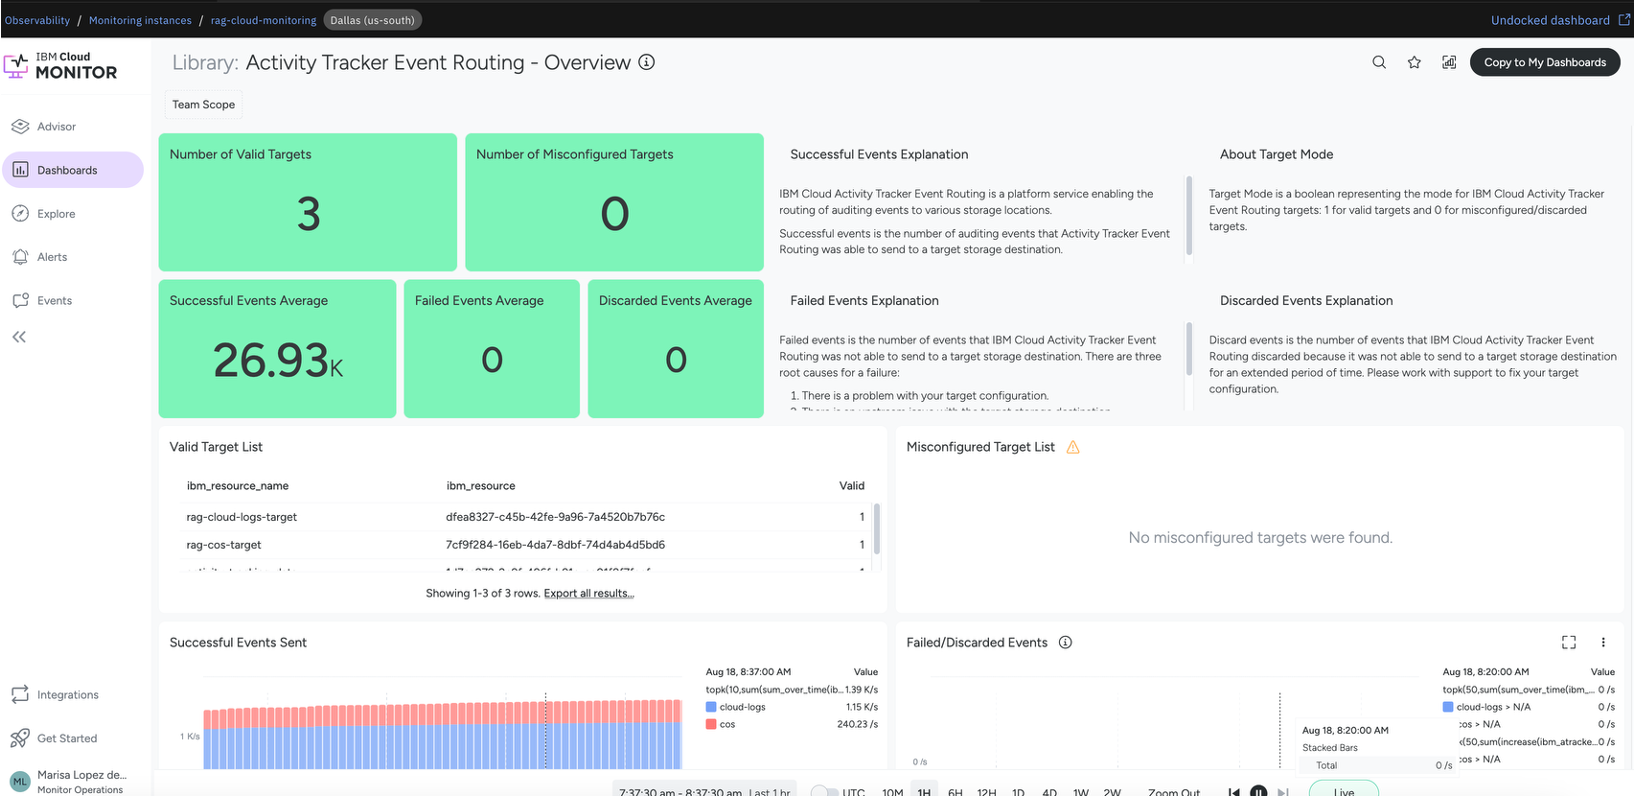 Observability / Monitoring instances / rag-cloud-monitoring Dallas (us-south)
Undocked dashboard
IBM Cloud
MONITOR
Library: Activity Tracker Event Routing - Overview
Copy to My Dashboards
Team Scope
Advisor
Dashboards
Explore
Alerts
Events
Integrations
Get Started
ML
Marisa Lopez de...
Monitor Operations
Number of Valid Targets
3
Number of Misconfigured Targets
0
Successful Events Explanation
IBM Cloud Activity Tracker Event Routing is a platform service enabling the
routing of auditing events to various storage locations.
Successful events is the number of auditing events that Activity Tracker Event
Routing was able to send to a target storage destination.
About Target Mode
Target Mode is a boolean representing the mode for IBM Cloud Activity Tracker
Event Routing targets: 1 for valid targets and 0 for misconfigured/discarded
targets.
Successful Events Average
26.93K
Failed Events Average
0
Discarded Events Average
0
Failed Events Explanation
Failed events is the number of events that IBM Cloud Activity Tracker Event
Routing was not able to send to a target storage destination. There are three
root causes for a failure:
1. There is a problem with your target configuration.
2. There is an upstream issue with the target storage destination.
Discarded Events Explanation
Discard events is the number of events that IBM Cloud Activity Tracker Event
Routing discarded because it was not able to send to a target storage destination
for an extended period of time. Please work with support to fix your target
configuration.
Valid Target List
ibm_resource_name ibm_resource Valid
rag-cloud-logs-target dfea8327-c45b-42fe-9a96-7a4520b7b76c 1
rag-cos-target 7cf9f284-16eb-4da7-8dbf-74d4ab4d5bd6 1
Showing 1-3 of 3 rows. Export all results...
Misconfigured Target List
No misconfigured targets were found.
Successful Events Sent
1 K/s
Aug 18, 8:37:00 AM Value
topk(10,sum(sum_over_time(ib... 1.39 K/s
cloud-logs 1.15 K/s
cos 240.23 /s
Failed/Discarded Events
0 /s
Aug 18, 8:20:00 AM Value
topk(50,sum(sum_over_time(ibm_... 0 /s
cloud-logs > N/A 0 /s
cos > N/A 0 /s
k(50,sum(increase(ibm_atracke... 0 /s
cos > N/A 0 /s
Aug 18, 8:20:00 AM
Stacked Bars
Total 0 /s
7:37:30 am - 8:37:30 am Last 1 hr UTC 10M 1H 6H 12H 1D 4D 1W 2W Zoom Out Live